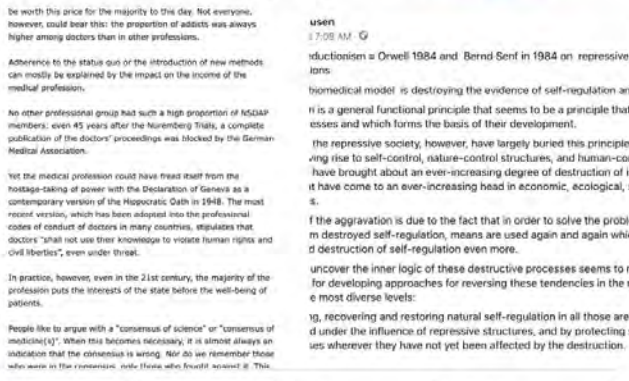 be worth this price for the majority to this day. Not everyone,
however, could bear this: the proportion of addicts was always
higher among doctors than in other professions.
Adherence to the status quo or the introduction of new methods
can mostly be explained by the impact on the income of the
medical profession.
No other professional group had such a high proportion of NSDAP
members; even 45 years after the Nuremberg Trials, a complete
publication of the doctors' proceedings was blocked by the German
Medical Association.
Yet the medical profession could have freed itself from the
hostage-taking of power with the Declaration of Geneva as a
contemporary version of the Hippocratic Oath in 1948. The most
recent version, which has been adopted into the professional
codes of conduct of doctors in many countries, stipulates that
doctors "shall not use their knowledge to violate human rights and
civil liberties", even under threat.
In practice, however, even in the 21st century, the majority of the
profession puts the interests of the state before the well-being of
patients.
People like to argue with a "consensus of science" or "consensus of
medicine(s)". When this becomes necessary, it is almost always an
indication that the consensus is wrong. Nor do we remember those
who were in the consensus, only those who fought against it. This
usen
7:09 AM
ductionism = Orwell 1984 and Bernd Senf in 1984 on repressive
ions
biomedical model is destroying the evidence of self-regulation an
n is a general functional principle that seems to be a principle that
esses and which forms the basis of their development.
the repressive society, however, have largely buried this principle
ving rise to self-control, nature-control structures, and human-co
have brought about an ever-increasing degree of destruction of
t have come to an ever-increasing head in economic, ecological,
s.
f the aggravation is due to the fact that in order to solve the probl
m destroyed self-regulation, means are used again and again whic
d destruction of self-regulation even more.
uncover the inner logic of these destructive processes seems to
for developing approaches for reversing these tendencies in the
e most diverse levels:
ng, recovering and restoring natural self-regulation in all those are
d under the influence of repressive structures, and by protecting
ues wherever they have not yet been affected by the destruction.